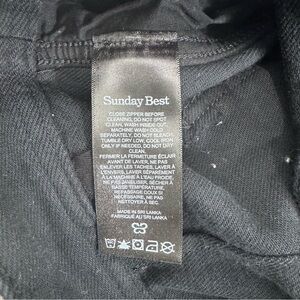 Sunday Best
CLOSE ZIPPER BEFORE
CLEANING, DO NOT SPOT
CLEAN, WASH INSIDE-OUT,
MACHINE WASH COLD
SEPARATELY, DO NOT BLEACH,
TUMBLE DRY LOW, COOL IRON
ONLY IF NEEDED, DO NOT DRY
CLEAN.
FERMER LA FERMETURE ÉCLAIR
AVANT DE LAVER, NE PAS
ENLEVER LES TACHES, LAVER À
L'ENVERS, LAVER SÉPARÉMENT
À LA MACHINE À L'EAU FROIDE,
NE PAS JAVELLISER, SÉCHER À
BASSE TEMPÉRATURE,
REPASSAGE DOUX SI
NÉCESSAIRE, NE PAS
NETTOYER À SEC.
MADE IN SRI LANKA
FABRIQUÉ AU SRI LANKA